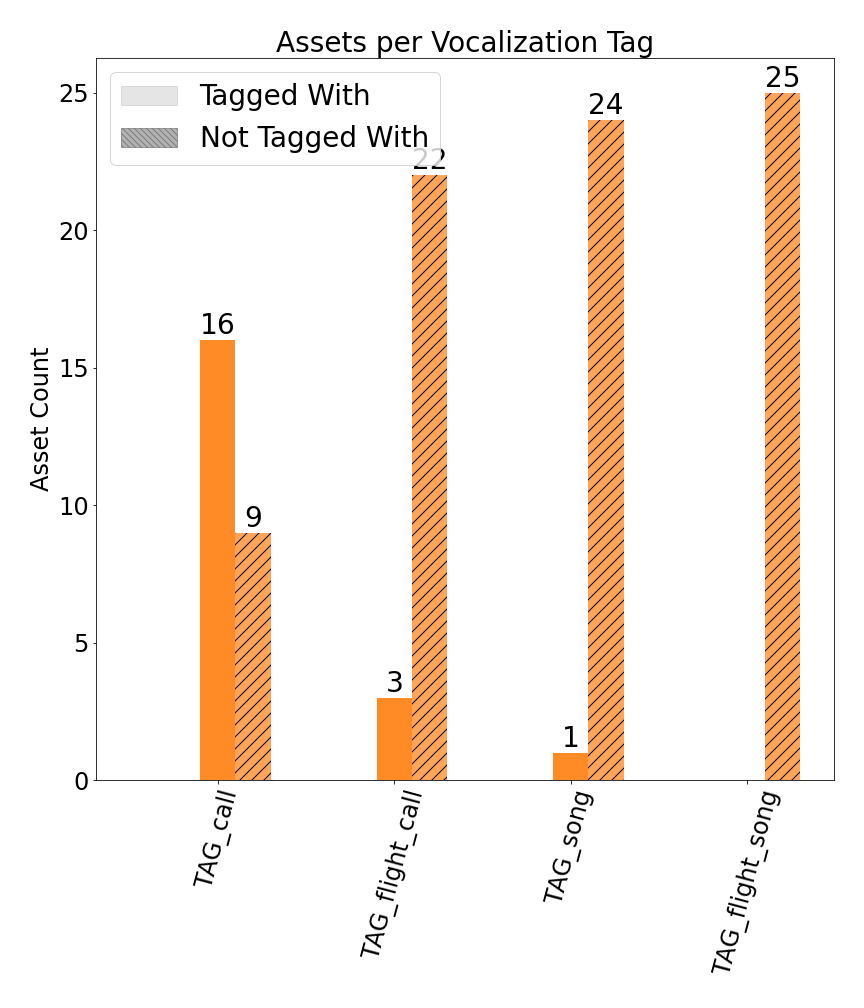 Assets per Vocalization Tag
Tagged With
Not Tagged With
Asset Count
25
20
15
10
5
0
16
9
3
22
1
24
25
TAG_call
TAG_flight_call
TAG_song
TAG_flight_song